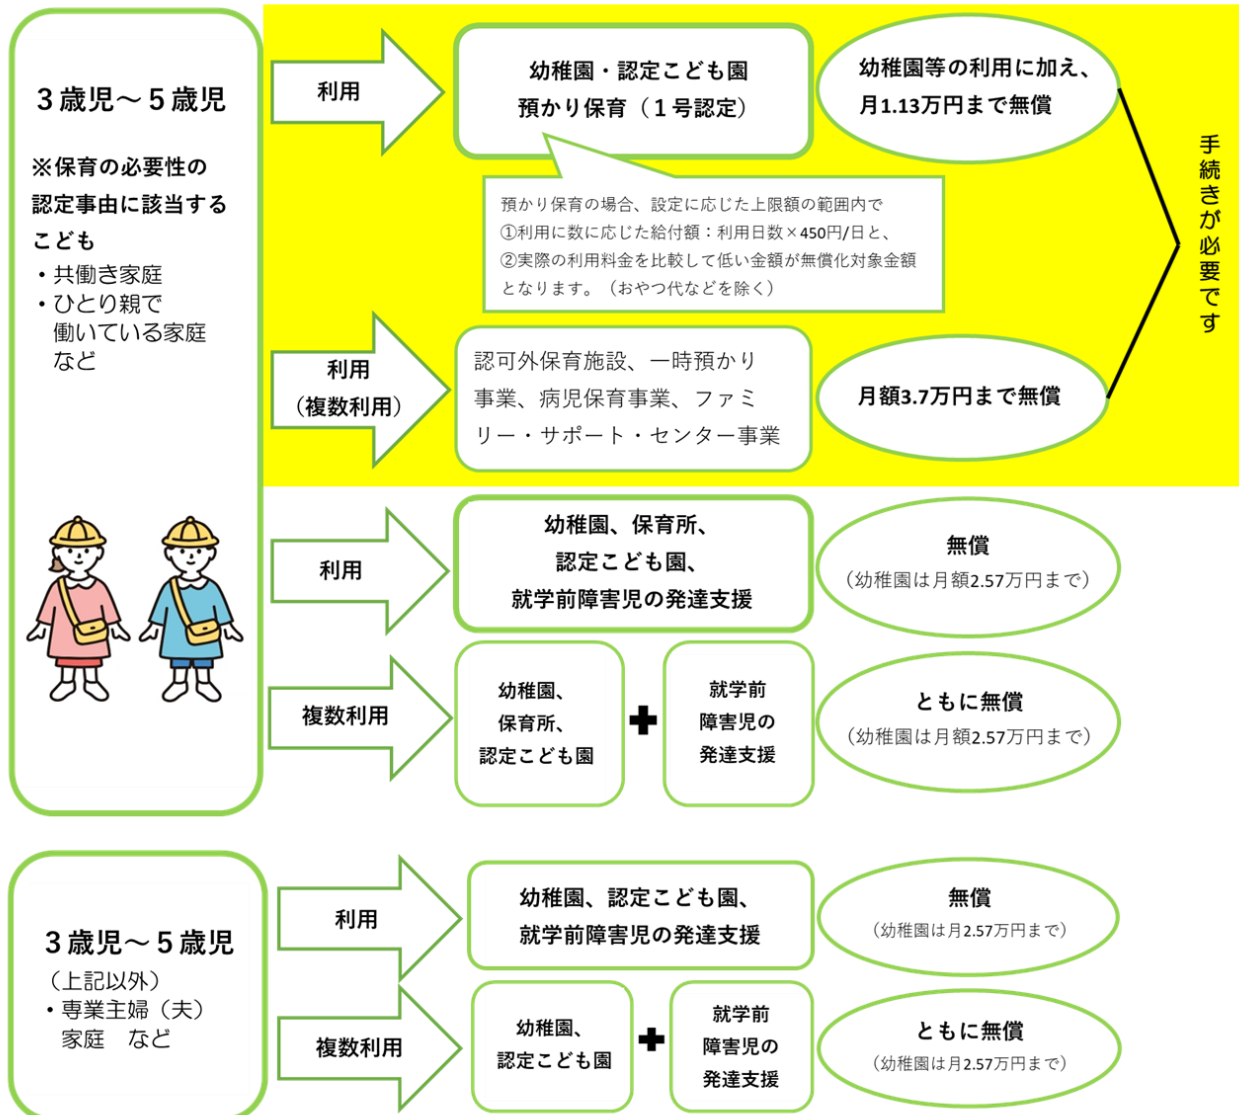 ３歳児～５歳児
※保育の必要性の
認定事由に該当する
こども
・共働き家庭
・ひとり親で
働いている家庭
など
利用
幼稚園・認定こども園
預かり保育（１号認定）
幼稚園等の利用に加え、
月1.13万円まで無償
手続きが必要です
預かり保育の場合、設定に応じた上限額の範囲内で
①利用に数に応じた給付額：利用日数×450円/日と、
②実際の利用料金を比較して低い金額が無償化対象金額
となります。（おやつ代などを除く）
利用
（複数利用）
認可外保育施設、一時預かり
事業、病児保育事業、ファミ
リー・サポート・センター事業
月額3.7万円まで無償
利用
幼稚園、保育所、
認定こども園、
就学前障害児の発達支援
無償
（幼稚園は月額2.57万円まで）
複数利用
幼稚園、
保育所、
認定こども園
就学前
障害児の
発達支援
ともに無償
（幼稚園は月額2.57万円まで）
３歳児～５歳児
（上記以外）
・専業主婦（夫）
家庭　など
利用
幼稚園、認定こども園、
就学前障害児の発達支援
無償
（幼稚園は月2.57万円まで）
複数利用
幼稚園、
認定こども園
就学前
障害児の
発達支援
ともに無償
（幼稚園は月2.57万円まで）